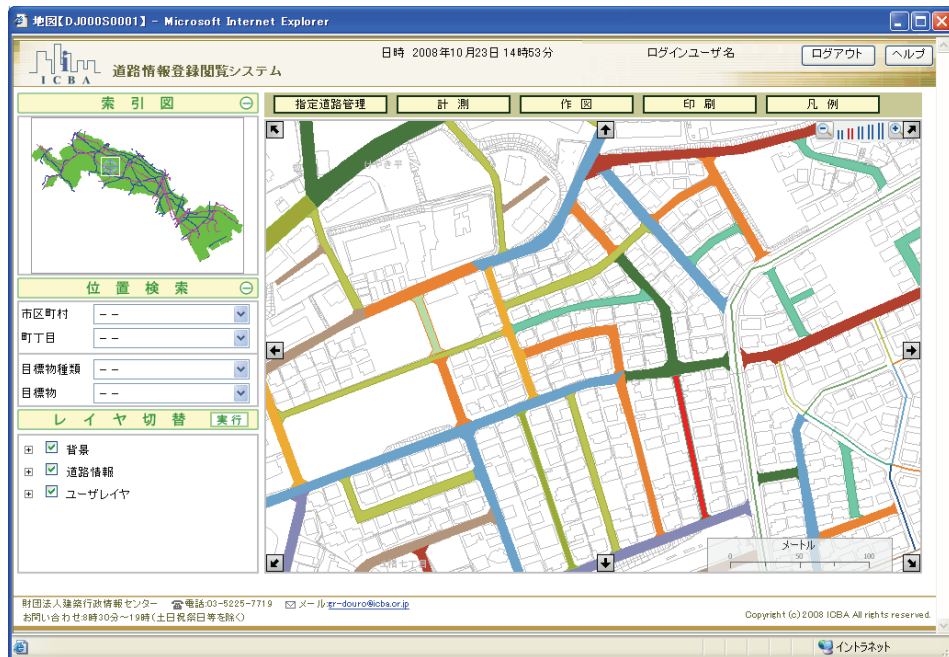 地図【DJ000S0001】 - Microsoft Internet Explorer
ICBA
道路情報登録閲覧システム
日時 2008年10月23日 14時53分
ログインユーザ名
ログアウト
ヘルプ
索引図
指定道路管理
計測
作図
印刷
凡例
位置検索
市区町村
--
町丁目
--
目標物種類
--
目標物
--
レイヤ切替
実行
背景
道路情報
ユーザレイヤ
メートル
0 50 100
財団法人建築行政情報センター ☎電話:03-5225-7719 メール:gr-douro@icba.or.jp
お問い合わせ:8時30分～19時(土日祝祭日等を除く)
Copyright (c)2008 ICBA All rights reserved.
イントラネット